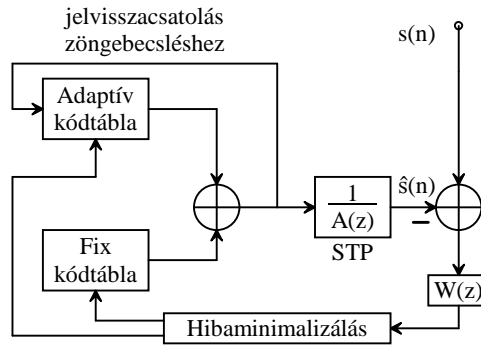 jelvisszacsatolás
zöngebecsléshez
s(n)
Adaptív
kódtábla
1
A(z)
ŝ(n)
STP
Fix
kódtábla
W(z)
Hibaminimalizálás